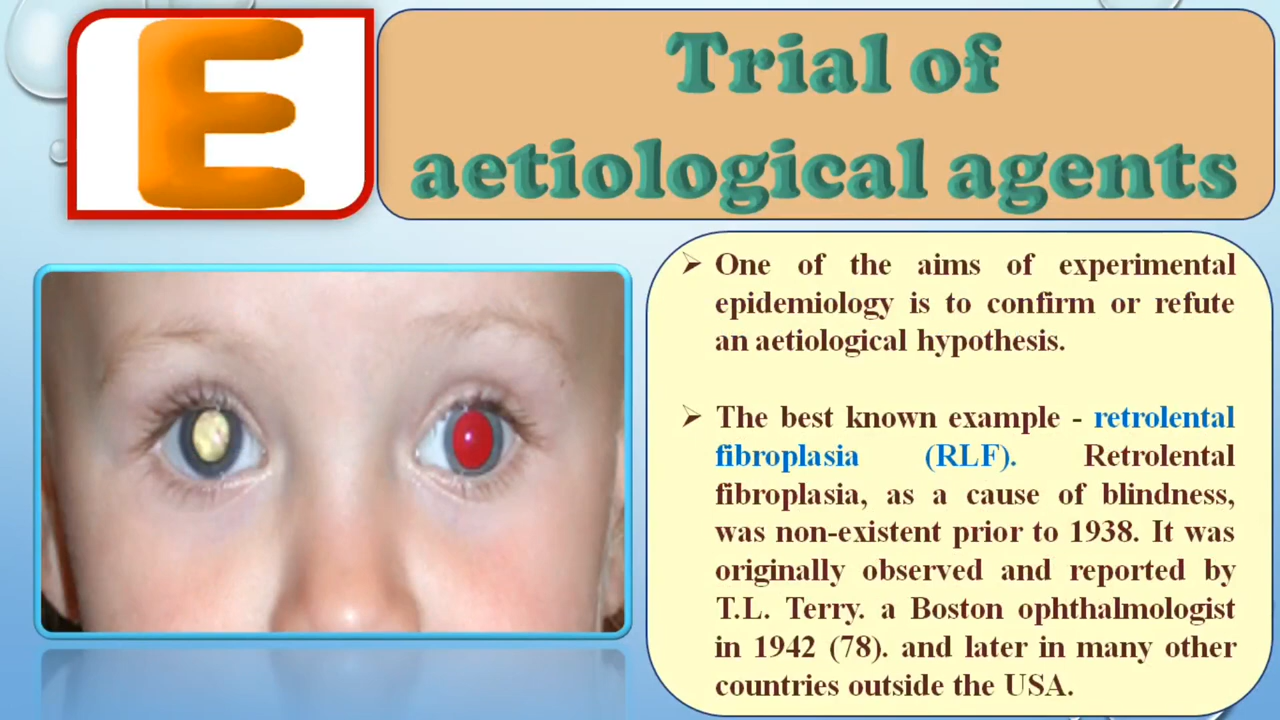 E
Trial of
aetiological agents
➢ One of the aims of experimental
epidemiology is to confirm or refute
an aetiological hypothesis.
➢ The best known example - retrolental
fibroplasia (RLF). Retrolental
fibroplasia, as a cause of blindness,
was non-existent prior to 1938. It was
originally observed and reported by
T.L. Terry. a Boston ophthalmologist
in 1942 (78). and later in many other
countries outside the USA.